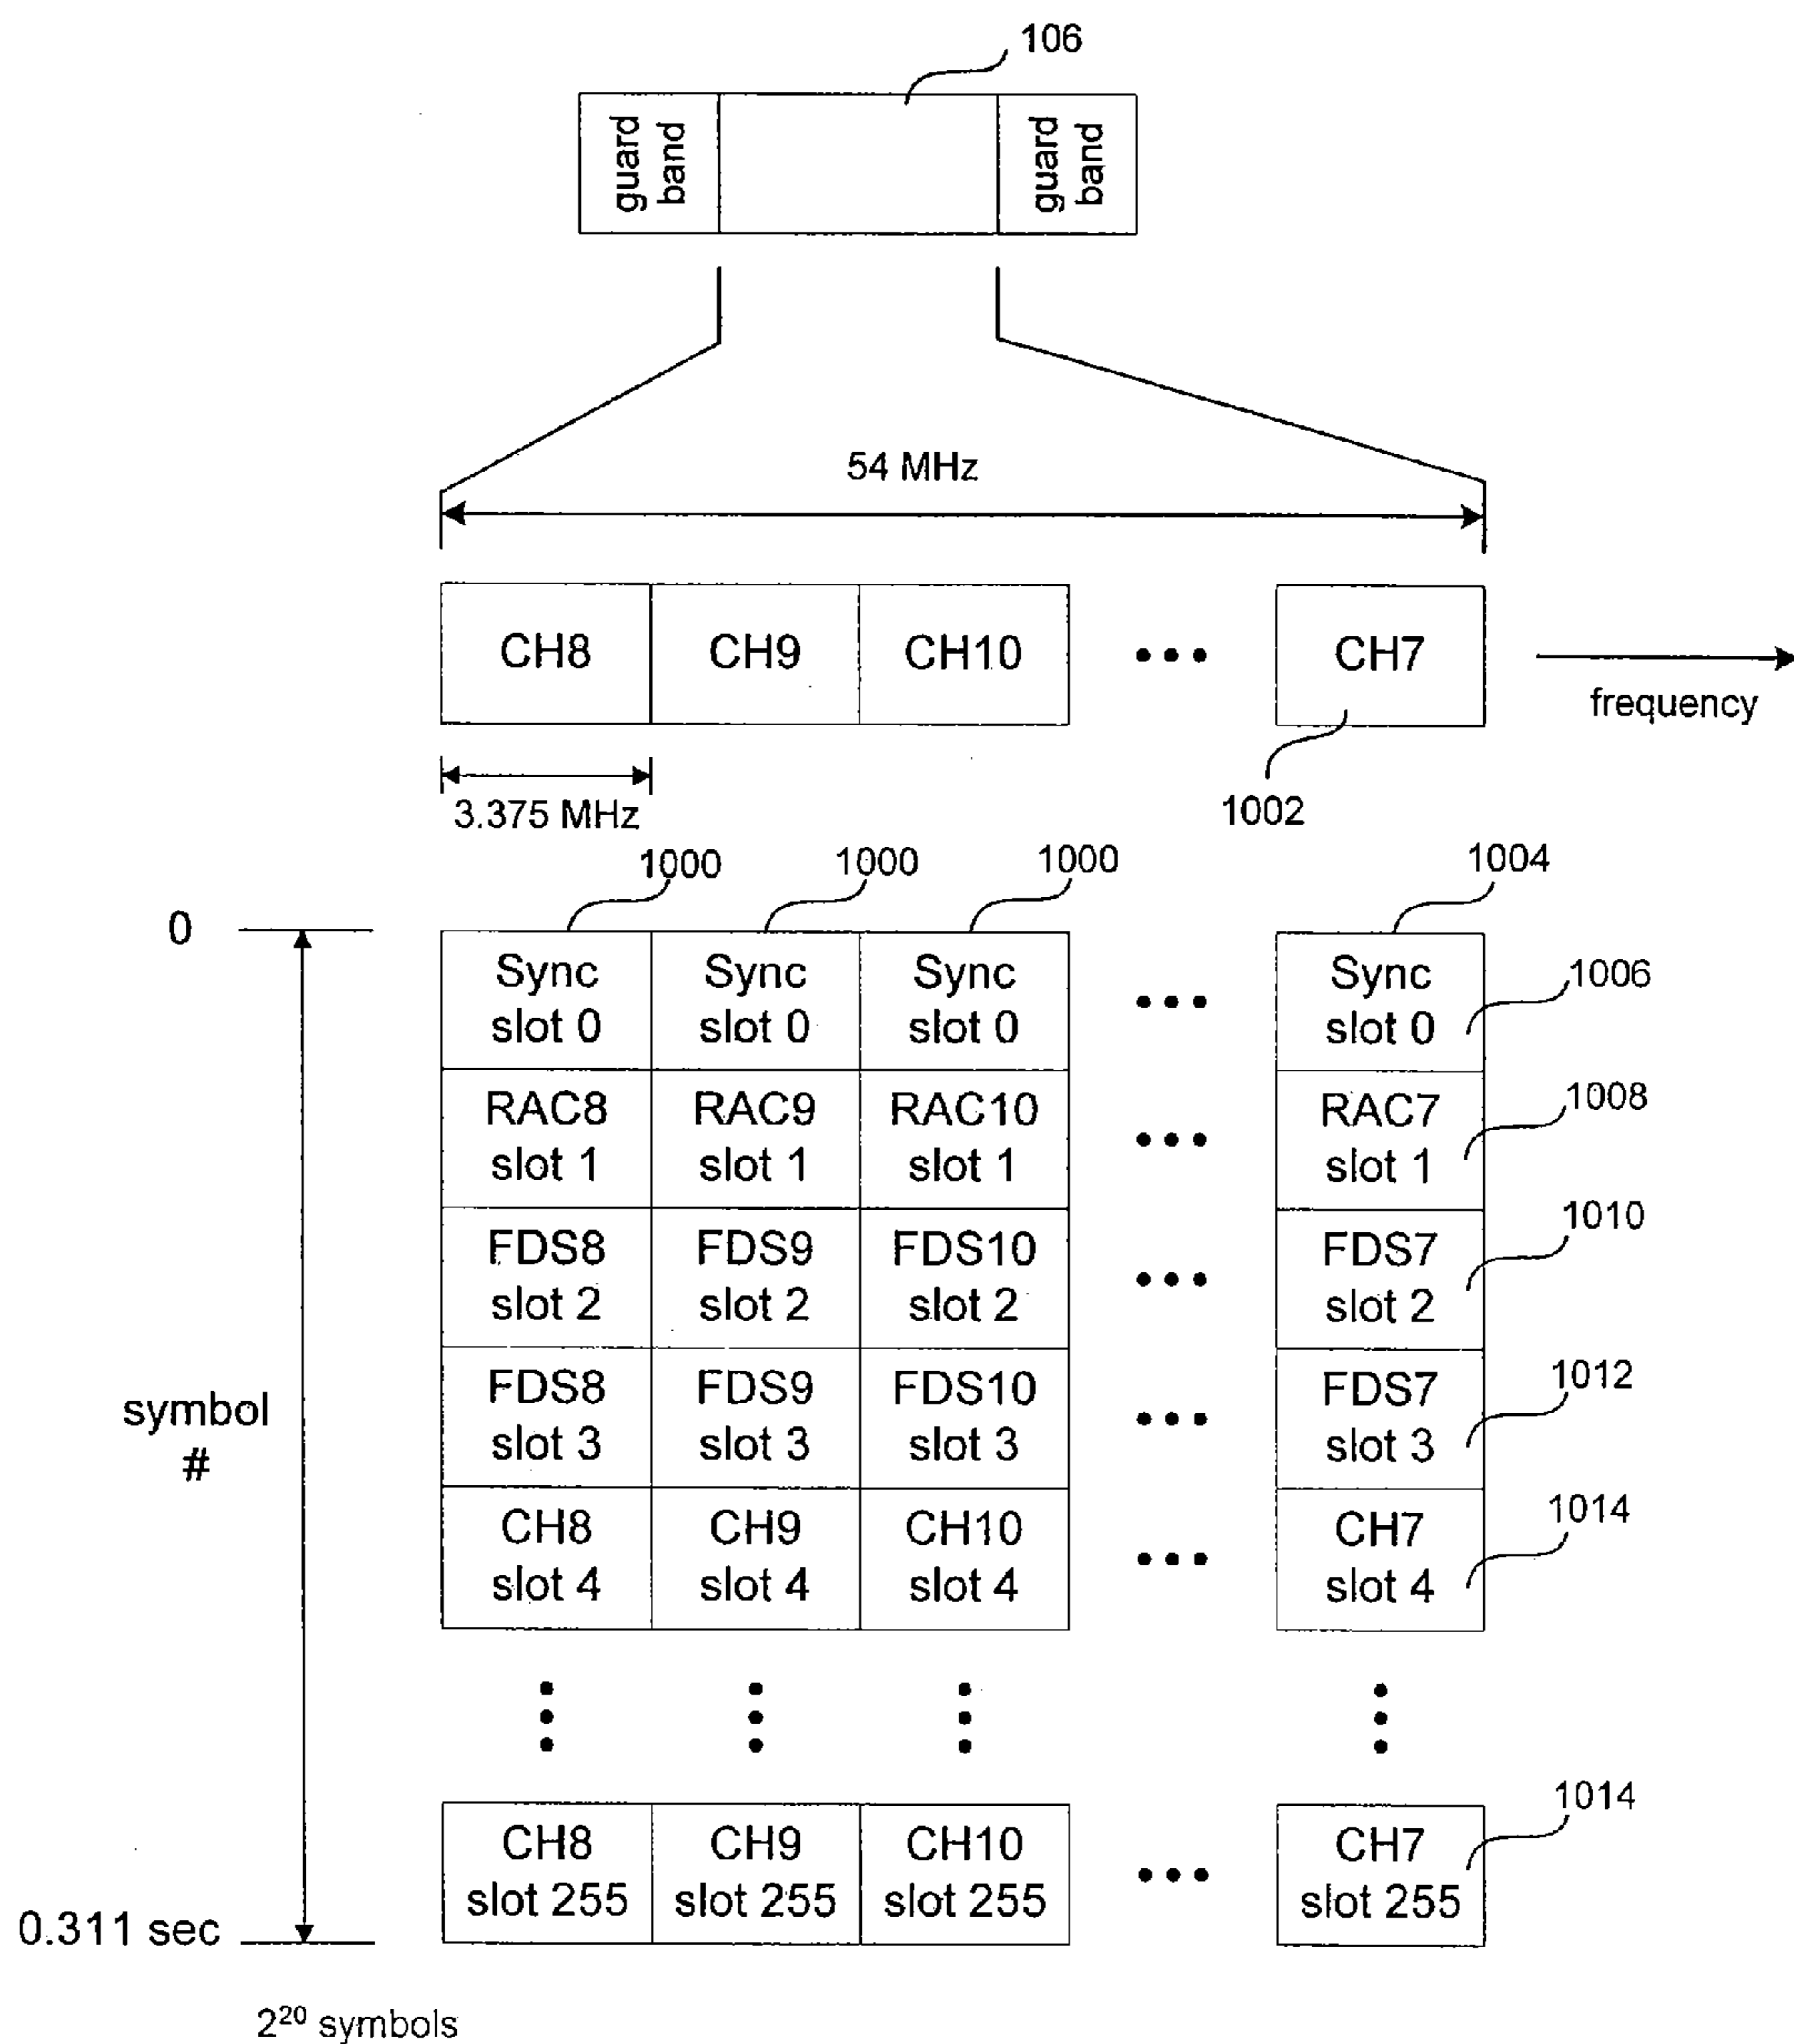 106
guard band
guard band
54 MHz
CH8 CH9 CH10 ••• CH7
frequency
3.375 MHz
1002
1000 1000 1000 1004
0
Sync slot 0 Sync slot 0 Sync slot 0 ••• Sync slot 0
1006
RAC8 slot 1 RAC9 slot 1 RAC10 slot 1 ••• RAC7 slot 1
1008
FDS8 slot 2 FDS9 slot 2 FDS10 slot 2 ••• FDS7 slot 2
1010
FDS8 slot 3 FDS9 slot 3 FDS10 slot 3 ••• FDS7 slot 3
1012
symbol #
CH8 slot 4 CH9 slot 4 CH10 slot 4 ••• CH7 slot 4
1014
CH8 slot 255 CH9 slot 255 CH10 slot 255 ••• CH7 slot 255
1014
0.311 sec
2²⁰ symbols